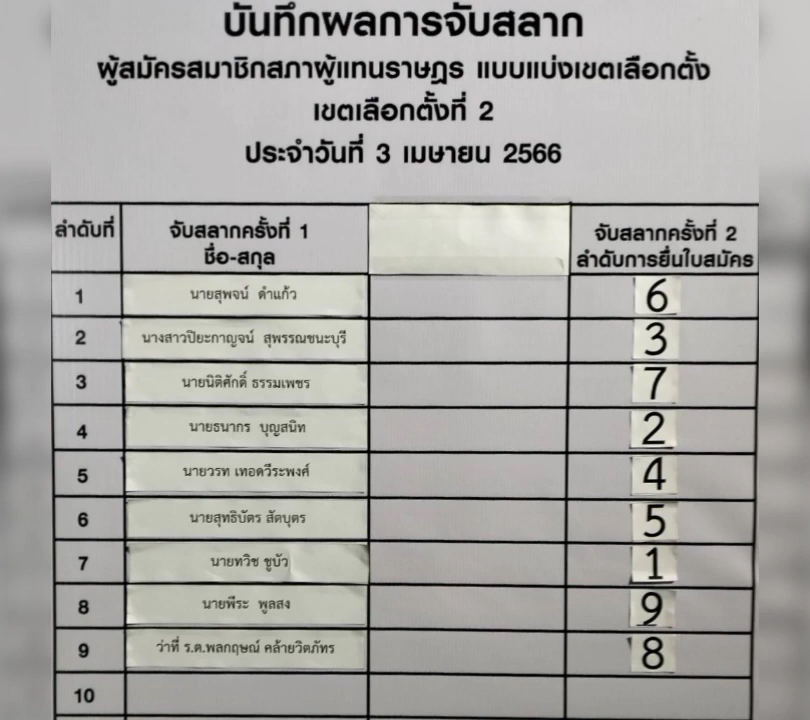 บันทึกผลการจับสลาก
ผู้สมัครสมาชิกสภาผู้แทนราษฎร แบบแบ่งเขตเลือกตั้ง
เขตเลือกตั้งที่ 2
ประจำวันที่ 3 เมษายน 2566
ลำดับที่ จับสลากครั้งที่ 1 ชื่อ-สกุล จับสลากครั้งที่ 2 ลำดับการยื่นใบสมัคร
1 นายสุพจน์ ดำแก้ว 6
2 นางสาวปิยะกาญจน์ สุพรรณชนะบุรี 3
3 นายนิติศักดิ์ ธรรมเพชร 7
4 นายธนากร บุญสนิท 2
5 นายวรท เทอดวีระพงศ์ 4
6 นายสุทธิบัตร สัตบุตร 5
7 นายทวิช ชูบัว 1
8 นายพีระ พูลสง 9
9 ว่าที่ ร.ต.พลกฤษณ์ คล้ายวิตภัทร 8
10